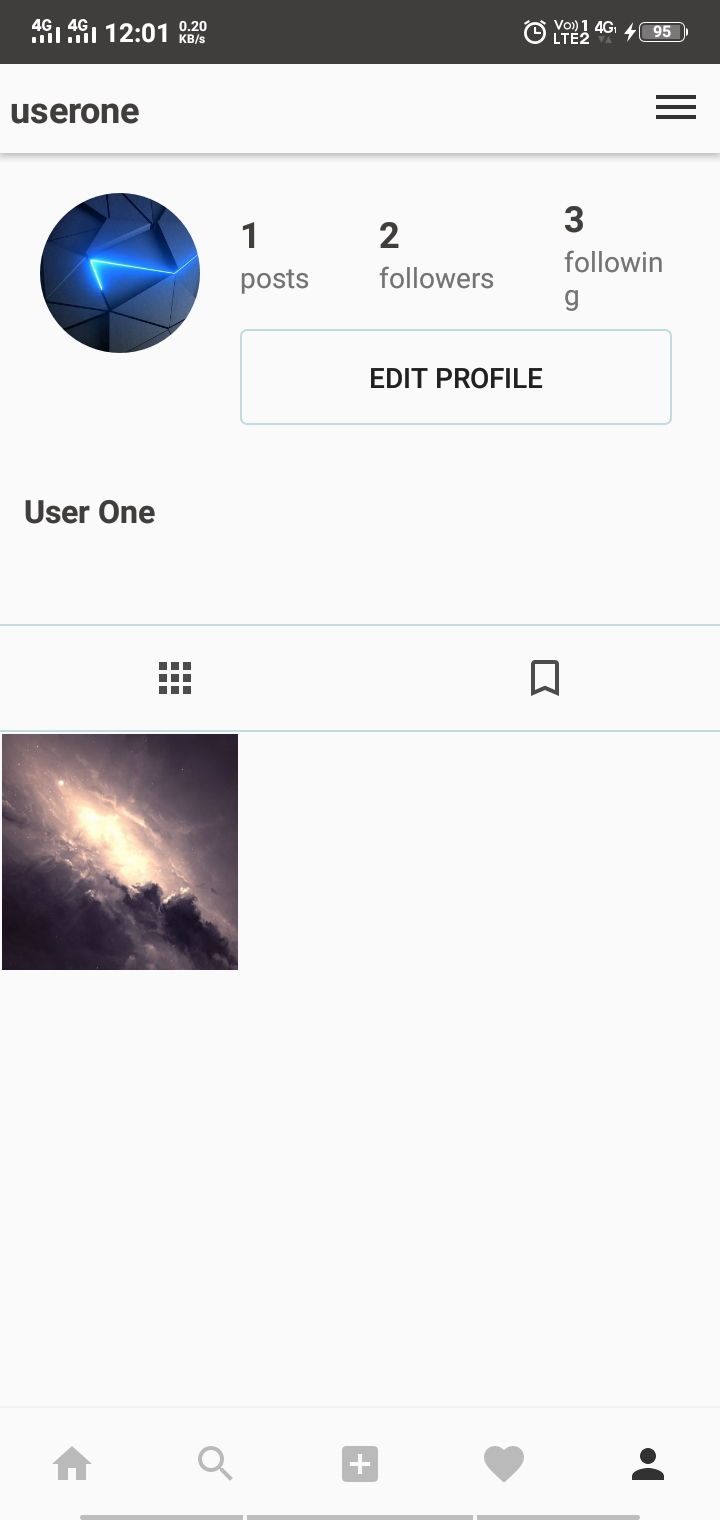 4G 4G 12:01 0.20 KB/s Vo)) 1 LTE2 4G 95
userone
1 2 3
posts followers followin
g
EDIT PROFILE
User One